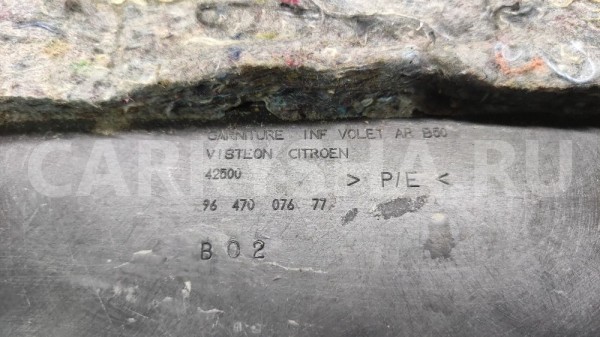 GARNITURE INF VOLET AR B50
VISTEON CITROEN
42500
> P/E <
96 470 076 77
B02